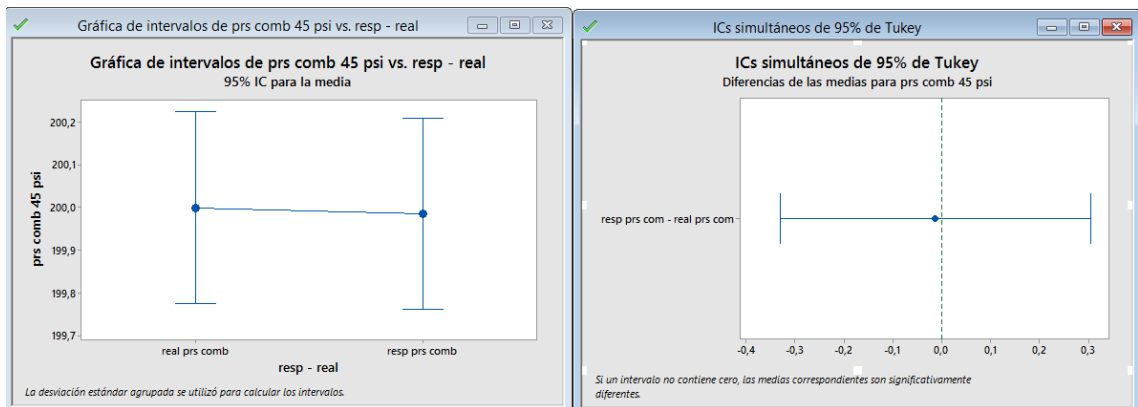 Gráfica de intervalos de prs comb 45 psi vs. resp - real
Gráfica de intervalos de prs comb 45 psi vs. resp - real
95% IC para la media
prs comb 45 psi
200,2
200,1
200,0
199,9
199,8
199,7
real prs comb
resp prs comb
resp - real
La desviación estándar agrupada se utilizó para calcular los intervalos.
ICs simultáneos de 95% de Tukey
ICs simultáneos de 95% de Tukey
Diferencias de las medias para prs comb 45 psi
resp prs com - real prs com
-0,4
-0,3
-0,2
-0,1
0,0
0,1
0,2
0,3
Si un intervalo no contiene cero, las medias correspondientes son significativamente
diferentes.